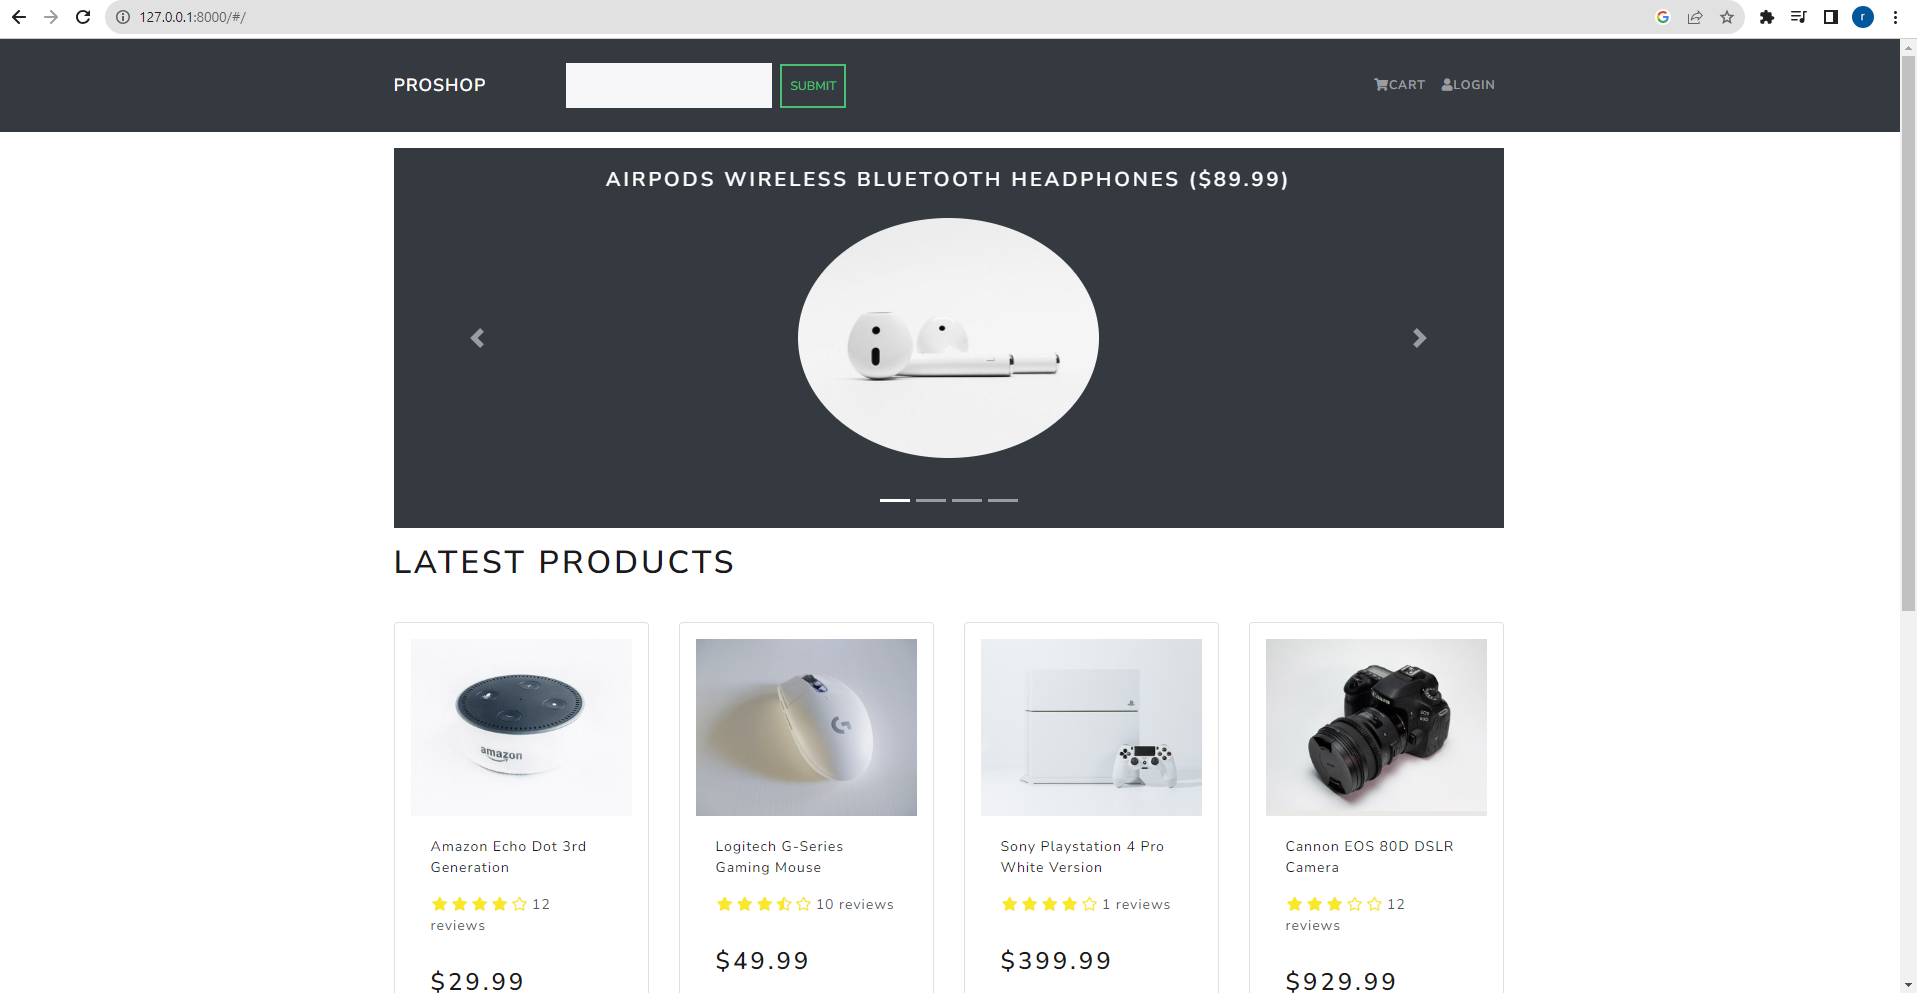 127.0.0.1:8000/#/
r
PROSHOP
SUBMIT
CART
LOGIN
AIRPODS WIRELESS BLUETOOTH HEADPHONES ($89.99)
LATEST PRODUCTS
amazon
Amazon Echo Dot 3rd
Generation
12
reviews
$29.99
Logitech G-Series
Gaming Mouse
10 reviews
$49.99
Sony Playstation 4 Pro
White Version
1 reviews
$399.99
Cannon EOS 80D DSLR
Camera
12
reviews
$929.99